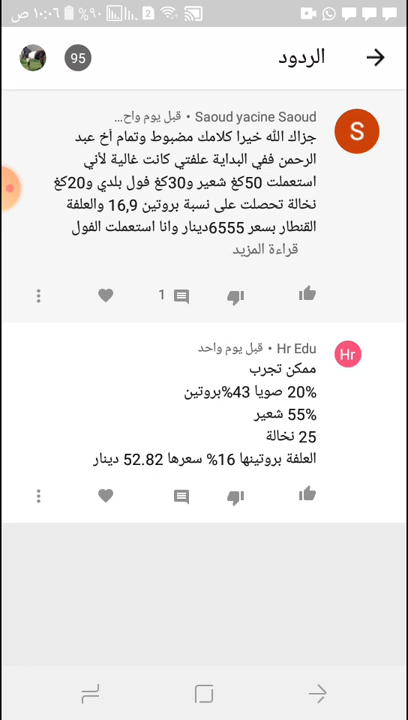 ١٠:٠٦ ص
%٩٠
2
الردود
95
S
Saoud yacine Saoud • قبل يوم واح...
جزاك الله خيرا كلامك مضبوط وتمام أخ عبد
الرحمن ففي البداية علفتي كانت غالية لأني
استعملت 50كغ شعير و30كغ فول بلدي و20كغ
نخالة تحصلت على نسبة بروتين 16,9 والعلفة
القنطار بسعر 6555دينار وانا استعملت الفول
قراءة المزيد
1
Hr
Hr Edu • قبل يوم واحد
ممكن تجرب
20% صويا 43%بروتين
55% شعير
25 نخالة
العلفة بروتينها 16% سعرها 52.82 دينار